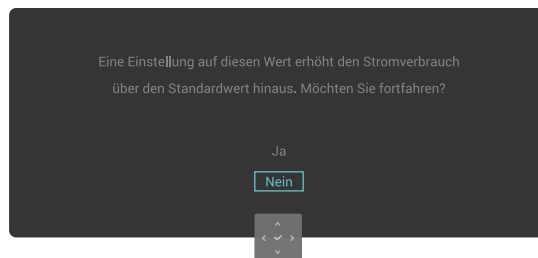 Eine Einstellung auf diesen Wert erhöht den Stromverbrauch
über den Standardwert hinaus. Möchten Sie fortfahren?
Ja
Nein